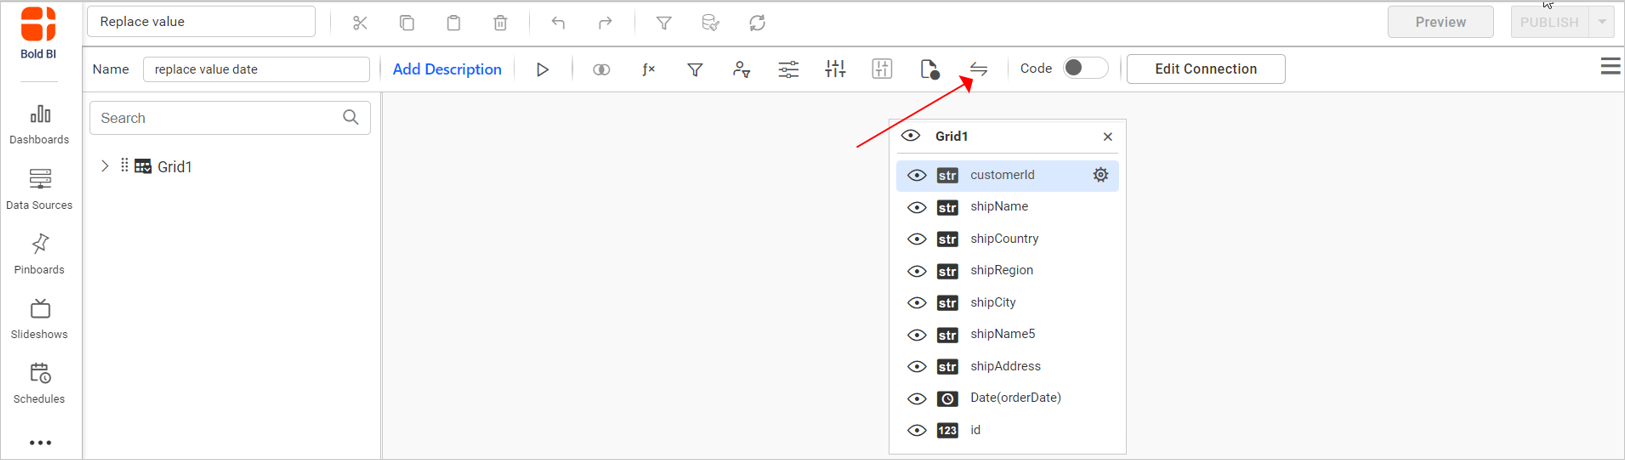 Replace value
Preview
PUBLISH
Bold BI
Name
replace value date
Add Description
fx
Code
Edit Connection
Search
Grid1
Dashboards
Data Sources
Pinboards
Slideshows
Schedules
Grid1
str customerId
str shipName
str shipCountry
str shipRegion
str shipCity
str shipName5
str shipAddress
Date(orderDate)
123 id